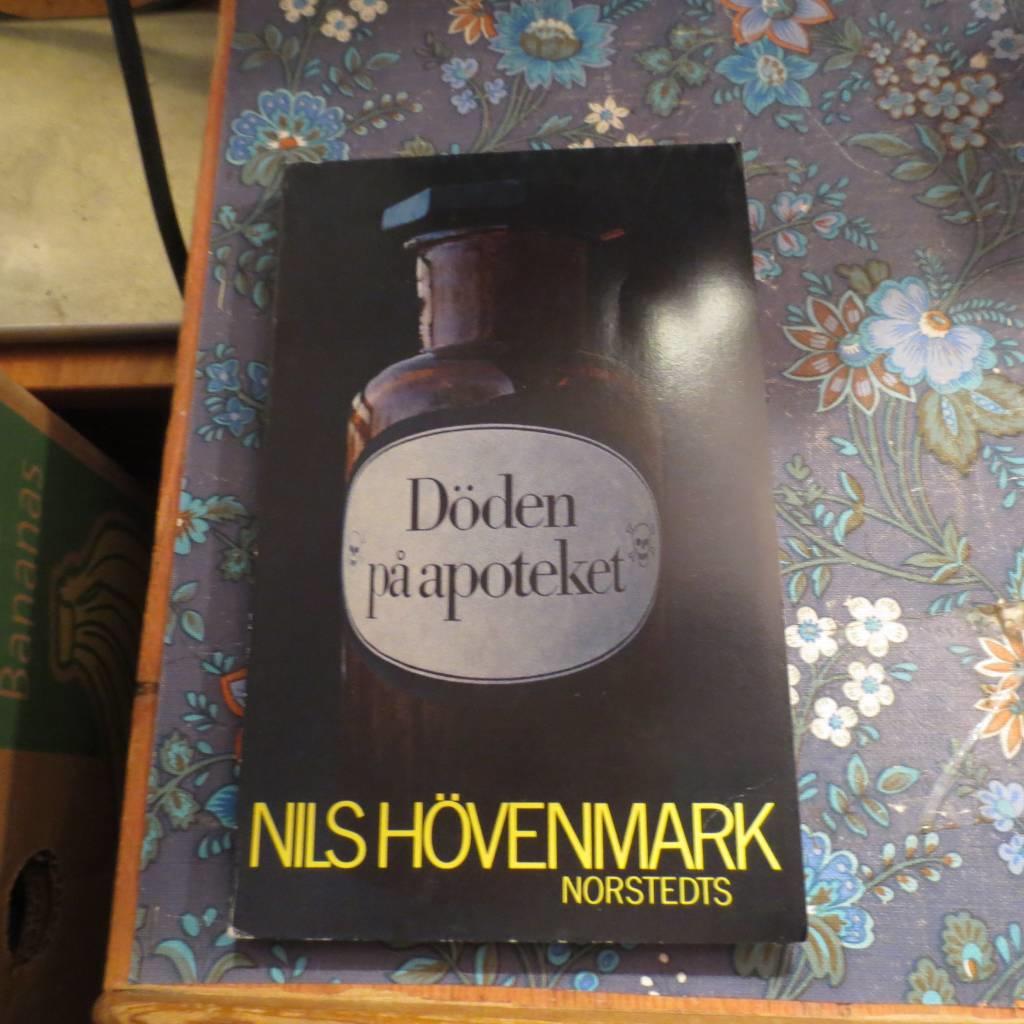 Döden
på apoteket
NILS HÖVENMARK
NORSTEDTS
Bananas